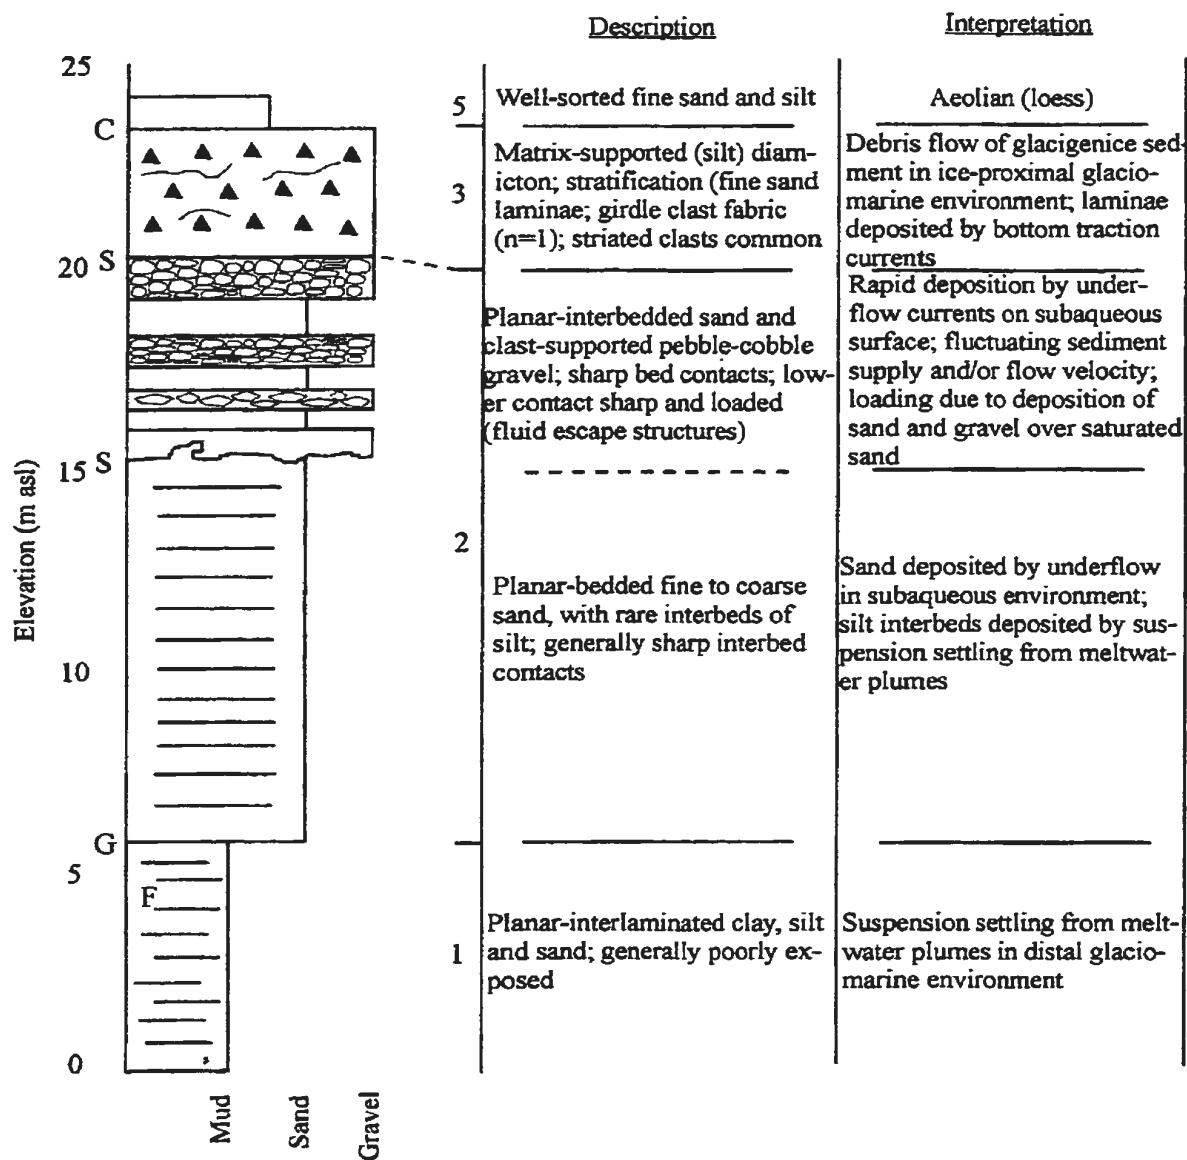 Description
Interpretation
25
5
Well-sorted fine sand and silt
Aeolian (loess)
C
3
Matrix-supported (silt) diam-
icton; stratification (fine sand
laminae; girdle clast fabric
(n=1); striated clasts common
Debris flow of glacigenice sed-
ment in ice-proximal glacio-
marine environment; laminae
deposited by bottom traction
currents
20
S
Planar-interbedded sand and
clast-supported pebble-cobble
gravel; sharp bed contacts; low-
er contact sharp and loaded
(fluid escape structures)
Rapid deposition by under-
flow currents on subaqueous
surface; fluctuating sediment
supply and/or flow velocity;
loading due to deposition of
sand and gravel over saturated
sand
15
S
Elevation (m asl)
2
Planar-bedded fine to coarse
sand, with rare interbeds of
silt; generally sharp interbed
contacts
Sand deposited by underflow
in subaqueous environment;
silt interbeds deposited by sus-
pension settling from meltwat-
er plumes
10
G
5
F
1
Planar-interlaminated clay, silt
and sand; generally poorly ex-
posed
Suspension settling from melt-
water plumes in distal glacio-
marine environment
0
Mud
Sand
Gravel